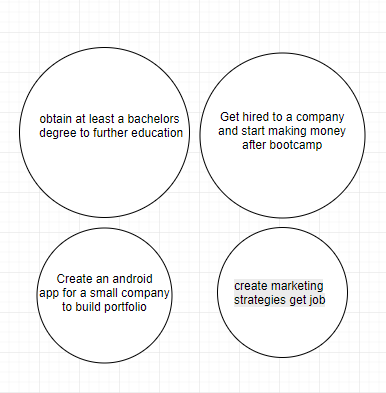 obtain at least a bachelors
degree to further education
Get hired to a company
and start making money
after bootcamp
Create an android
app for a small company
to build portfolio
create marketing
strategies get job